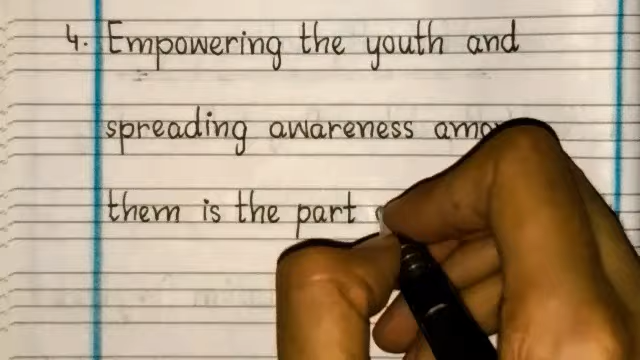 4. Empowering the youth and
spreading awareness
them is the part